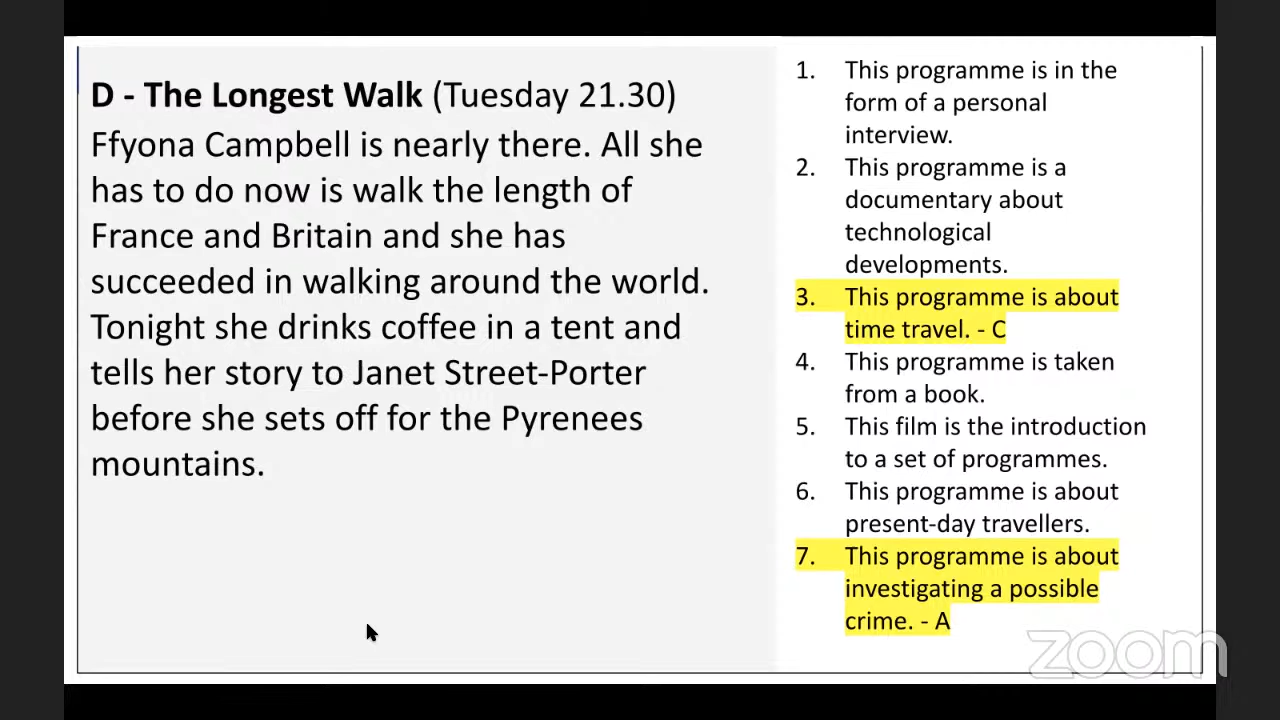 D - The Longest Walk (Tuesday 21.30)
Ffyona Campbell is nearly there. All she
has to do now is walk the length of
France and Britain and she has
succeeded in walking around the world.
Tonight she drinks coffee in a tent and
tells her story to Janet Street-Porter
before she sets off for the Pyrenees
mountains.
1. This programme is in the
form of a personal
interview.
2. This programme is a
documentary about
technological
developments.
3. This programme is about
time travel. - C
4. This programme is taken
from a book.
5. This film is the introduction
to a set of programmes.
6. This programme is about
present-day travellers.
7. This programme is about
investigating a possible
crime. - A
zoom